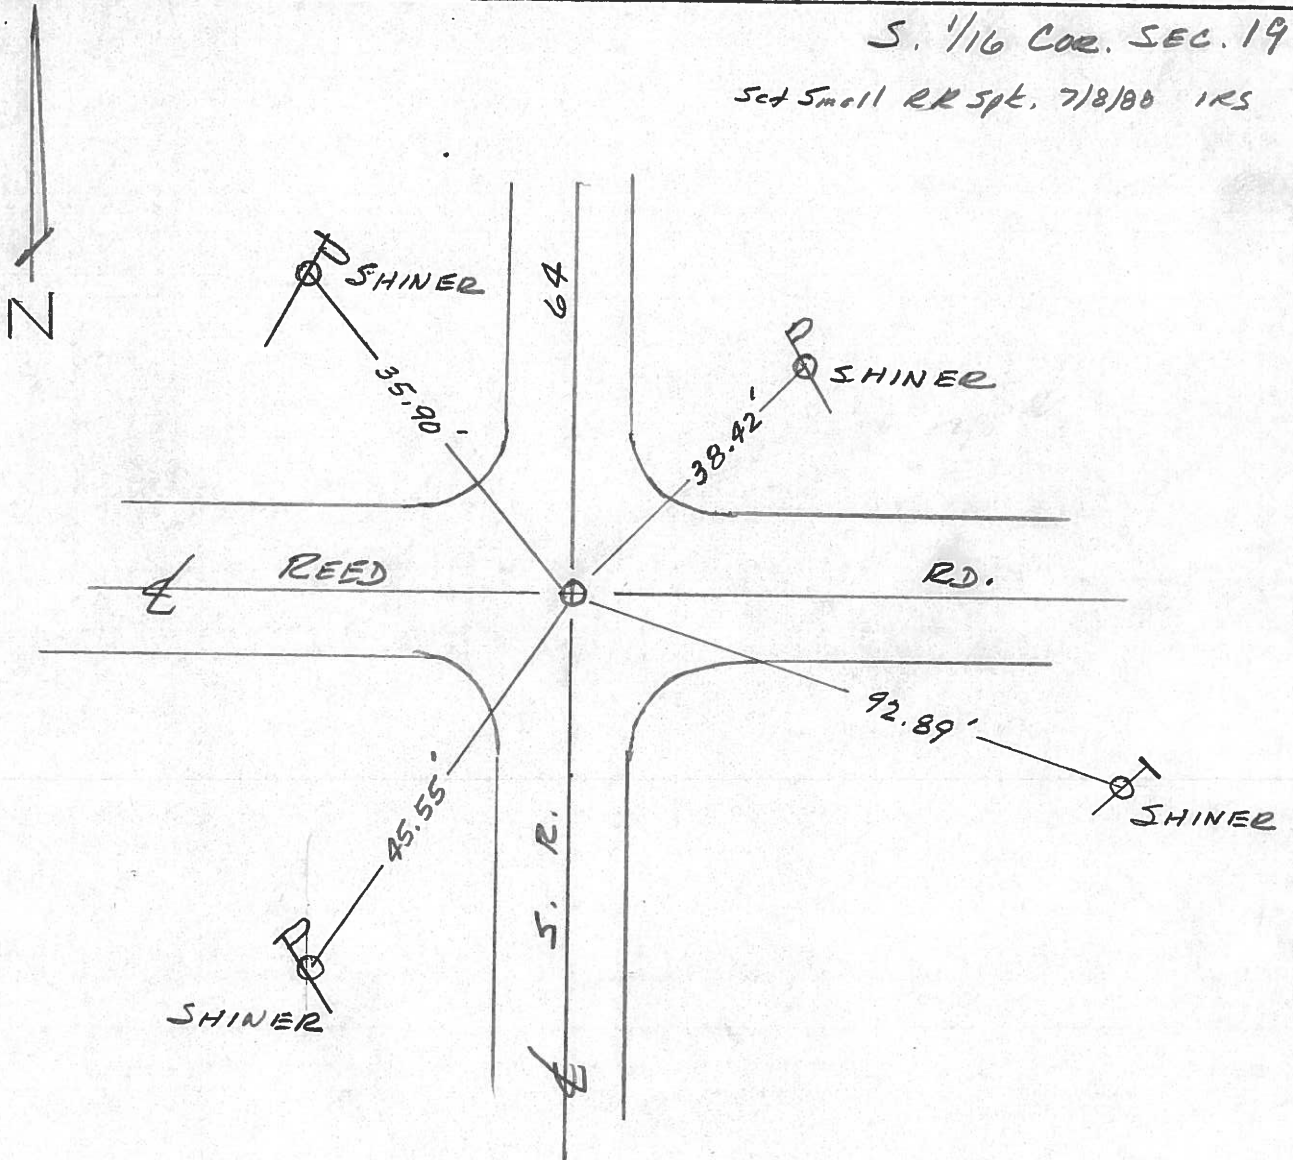 S. 1/16 COR. SEC. 19
Set Small RR Spk. 7/8/88 IRS
N
SHINER
64
SHINER
35.90'
38.42'
REED RD.
℄
92.89'
SHINER
45.55'
S. R.
SHINER
℄